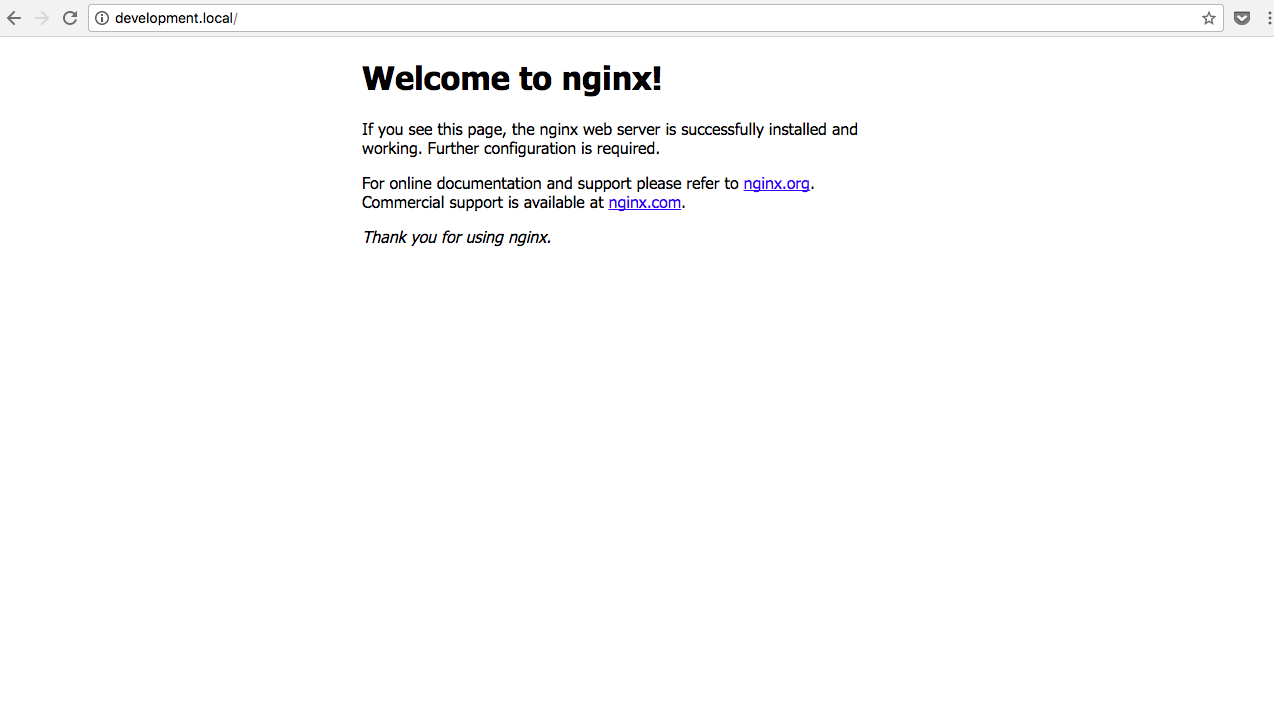 development.local/
Welcome to nginx!
If you see this page, the nginx web server is successfully installed and
working. Further configuration is required.
For online documentation and support please refer to nginx.org.
Commercial support is available at nginx.com.
Thank you for using nginx.